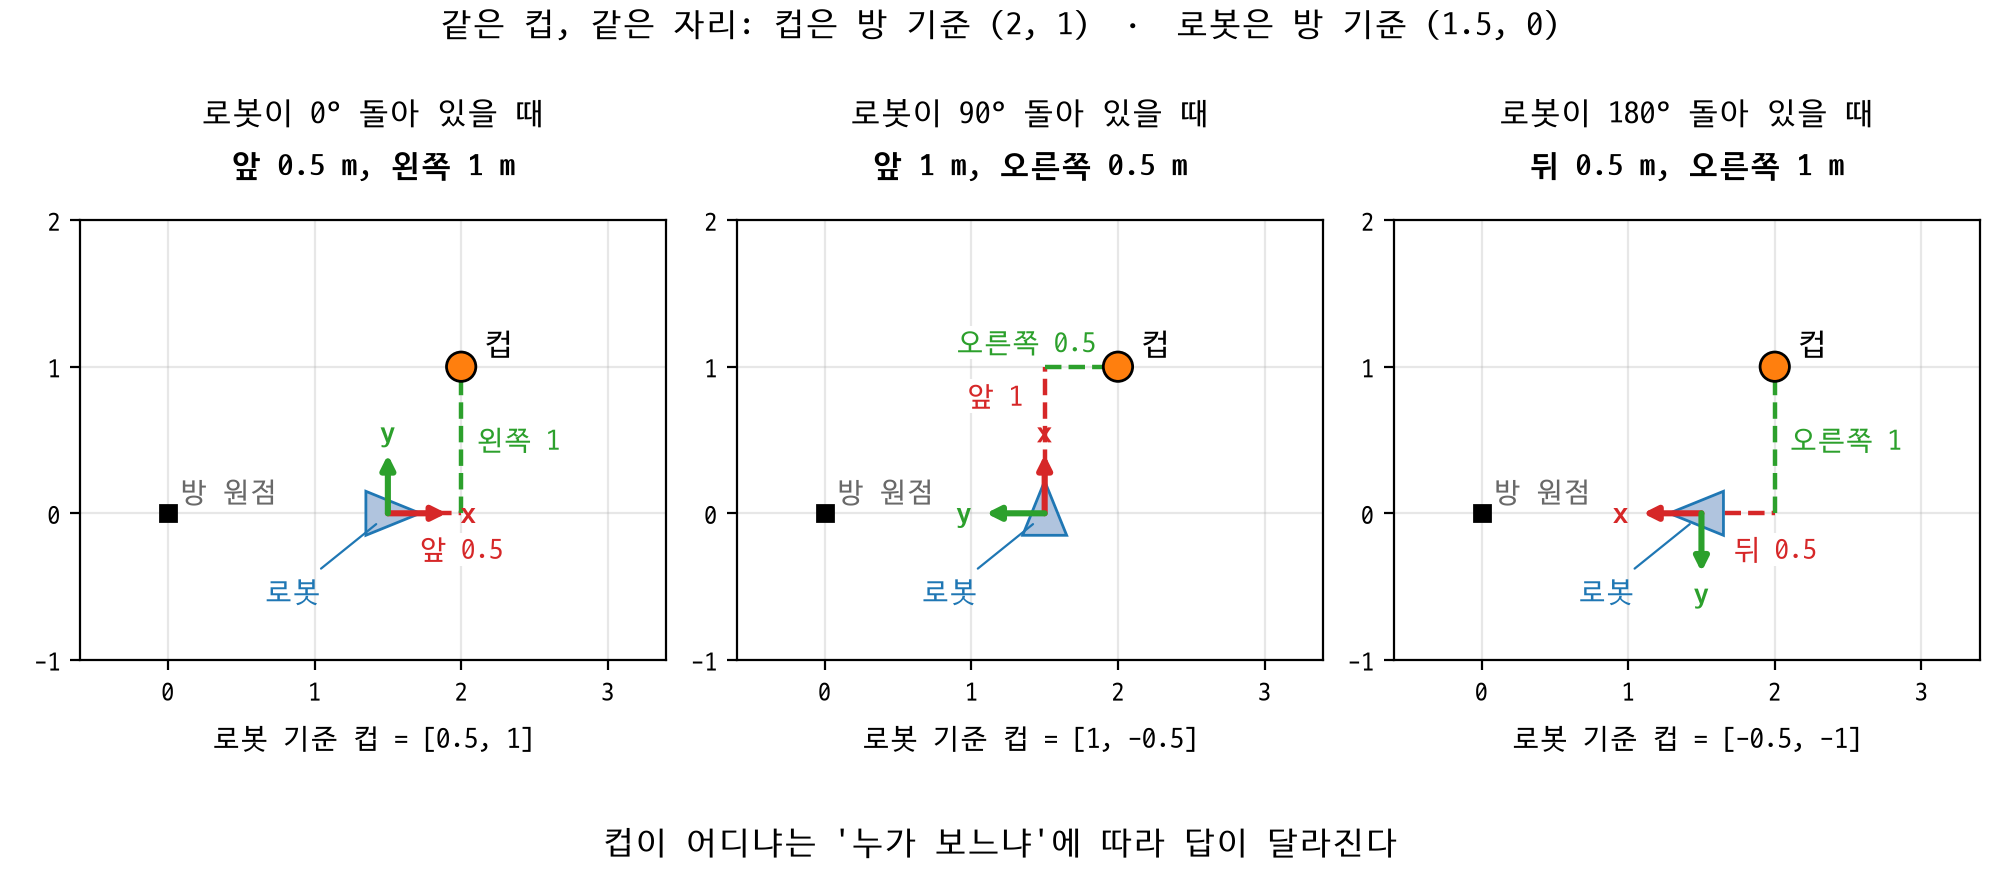 같은 컵, 같은 자리: 컵은 방 기준 (2, 1)  ·  로봇은 방 기준 (1.5, 0)
로봇이 0° 돌아 있을 때
앞 0.5 m, 왼쪽 1 m
2
1
0
-1
컵
y
왼쪽 1
방 원점
x
앞 0.5
로봇
0
1
2
3
로봇 기준 컵 = [0.5, 1]
로봇이 90° 돌아 있을 때
앞 1 m, 오른쪽 0.5 m
2
1
0
-1
오른쪽 0.5
컵
앞 1
x
방 원점
y
로봇
0
1
2
3
로봇 기준 컵 = [1, -0.5]
로봇이 180° 돌아 있을 때
뒤 0.5 m, 오른쪽 1 m
2
1
0
-1
컵
오른쪽 1
방 원점
x
뒤 0.5
로봇
y
0
1
2
3
로봇 기준 컵 = [-0.5, -1]
컵이 어디냐는 '누가 보느냐'에 따라 답이 달라진다